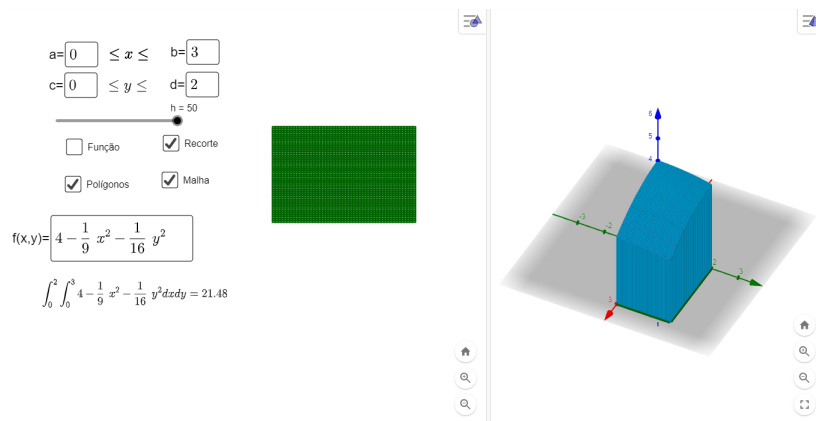 a= 0 ≤ x ≤ b= 3
c= 0 ≤ y ≤ d= 2
h = 50
Função Recorte
Polígonos Malha
f(x,y)= 4 − 1/9 x² − 1/16 y²
∫₀² ∫₀³ 4 − 1/9 x² − 1/16 y² dxdy = 21.48
6
5
4
-3
-2
2
3
3
1